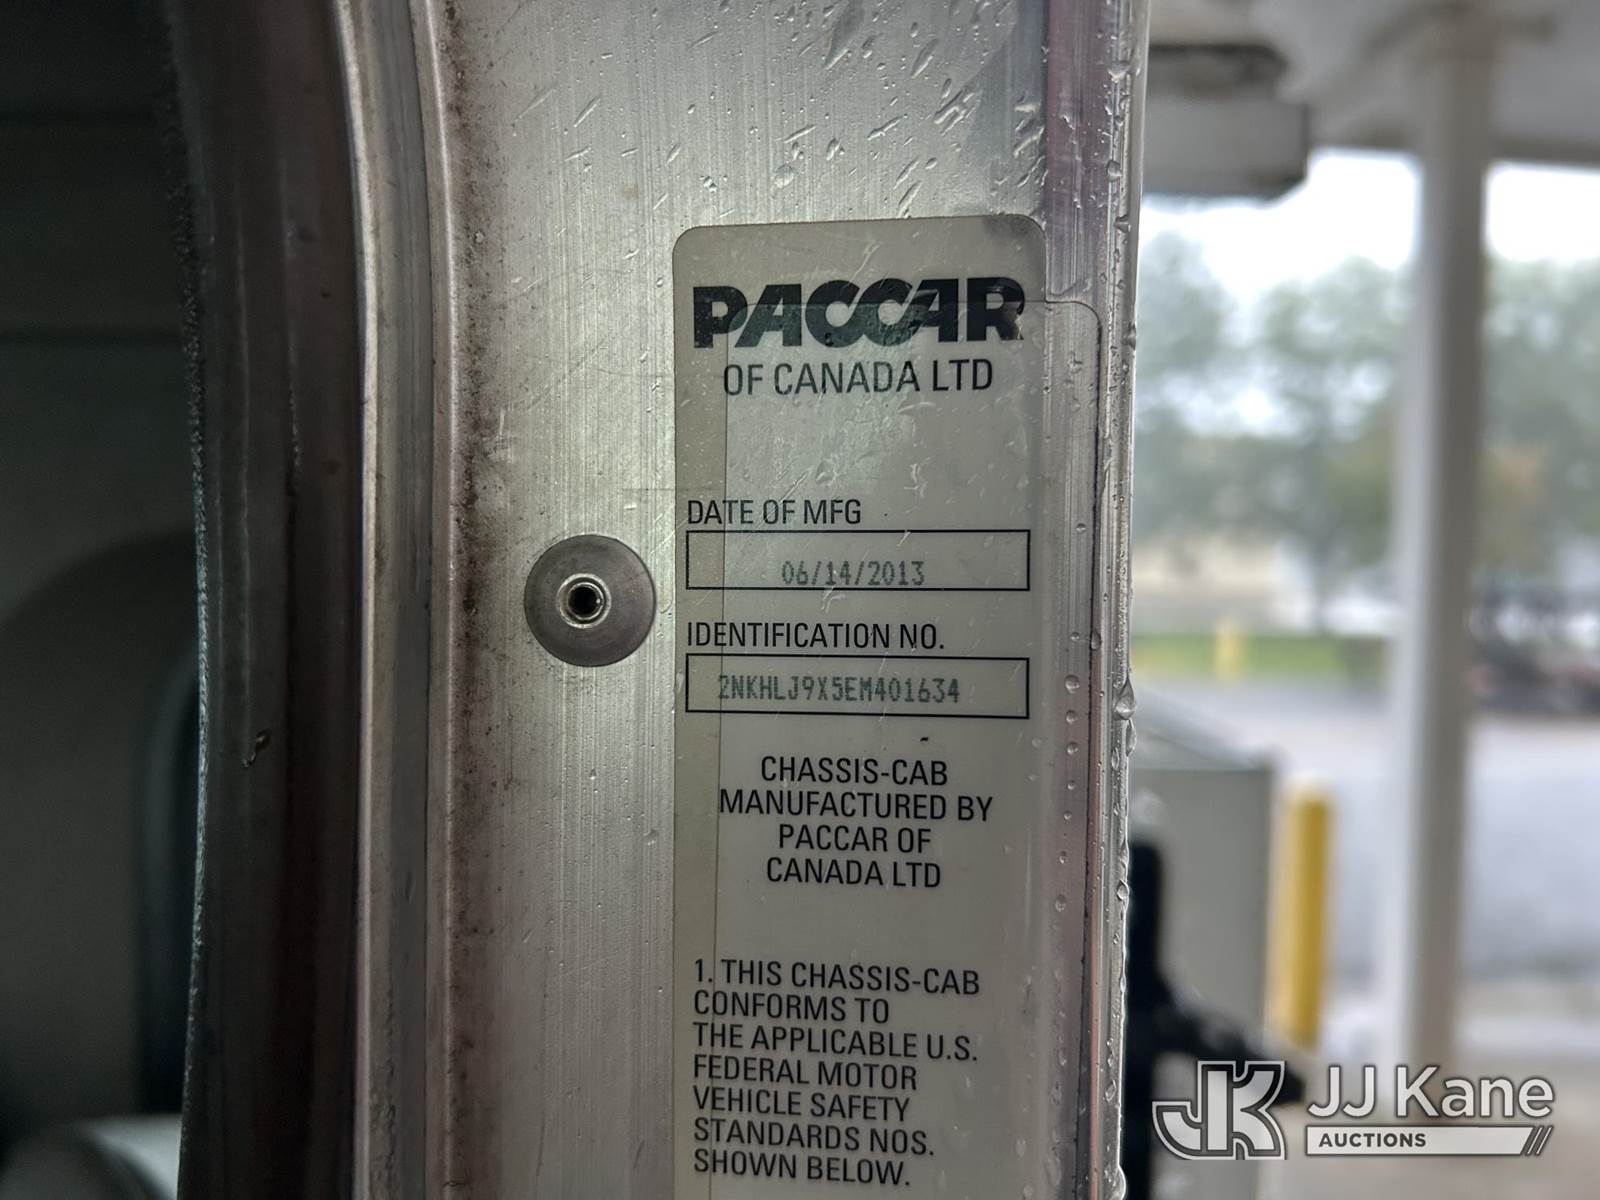 PACCAR
OF CANADA LTD
DATE OF MFG
06/14/2013
IDENTIFICATION NO.
2NKHLJ9X5EM401634
CHASSIS-CAB
MANUFACTURED BY
PACCAR OF
CANADA LTD
1. THIS CHASSIS-CAB
CONFORMS TO
THE APPLICABLE U.S.
FEDERAL MOTOR
VEHICLE SAFETY
STANDARDS NOS.
SHOWN BELOW.
JK JJ Kane
AUCTIONS